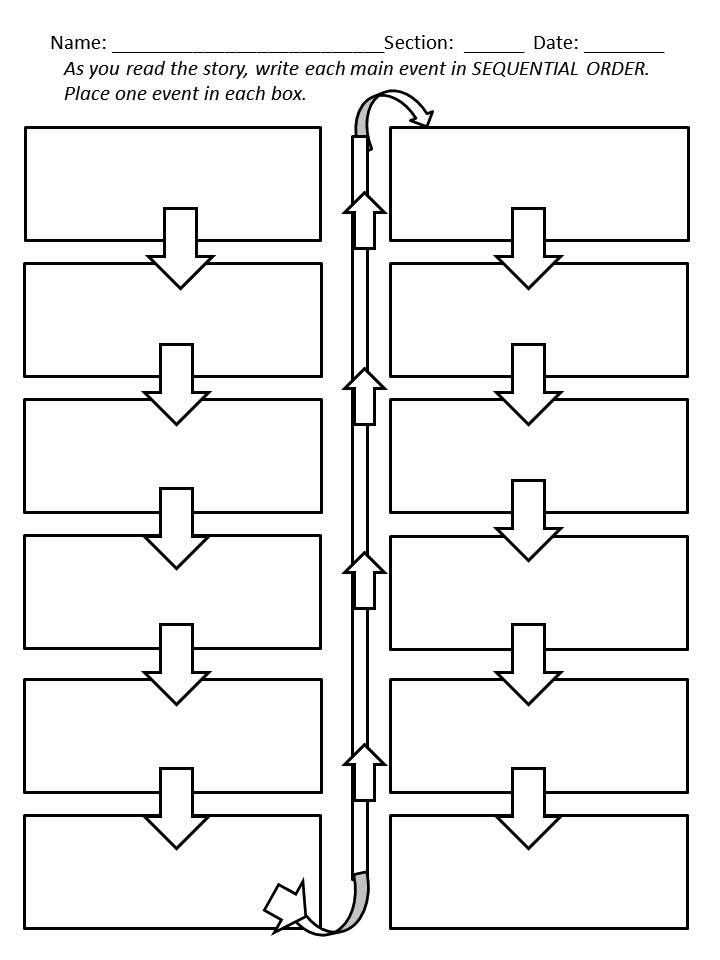 Name: _________________________Section: ______ Date: ________
As you read the story, write each main event in SEQUENTIAL ORDER.
Place one event in each box.